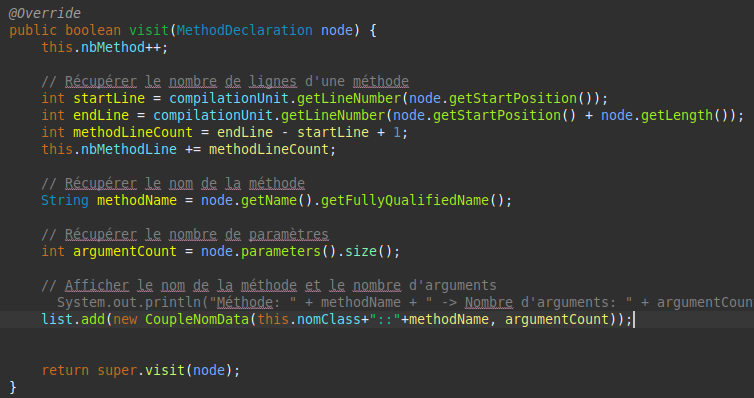 @Override
public boolean visit(MethodDeclaration node) {
this.nbMethod++;
// Récupérer le nombre de lignes d'une méthode
int startLine = compilationUnit.getLineNumber(node.getStartPosition());
int endLine = compilationUnit.getLineNumber(node.getStartPosition() + node.getLength());
int methodLineCount = endLine - startLine + 1;
this.nbMethodLine += methodLineCount;
// Récupérer le nom de la méthode
String methodName = node.getName().getFullyQualifiedName();
// Récupérer le nombre de paramètres
int argumentCount = node.parameters().size();
// Afficher le nom de la méthode et le nombre d'arguments
System.out.println("Méthode: " + methodName + " -> Nombre d'arguments: " + argumentCoun
list.add(new CoupleNomData(this.nomClass+"::"+methodName, argumentCount));
return super.visit(node);
}